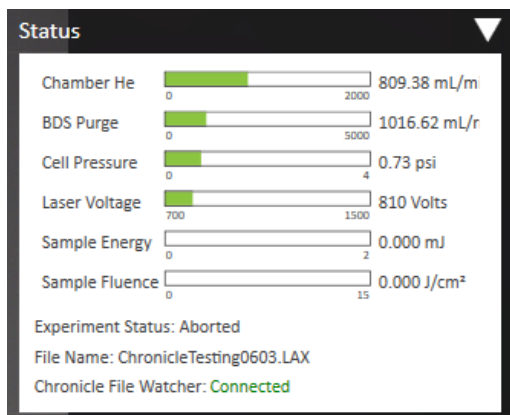 Status
Chamber He 809.38 mL/mi
0 2000
BDS Purge 1016.62 mL/r
0 5000
Cell Pressure 0.73 psi
0 4
Laser Voltage 810 Volts
700 1500
Sample Energy 0.000 mJ
0 2
Sample Fluence 0.000 J/cm²
0 15
Experiment Status: Aborted
File Name: ChronicleTesting0603.LAX
Chronicle File Watcher: Connected